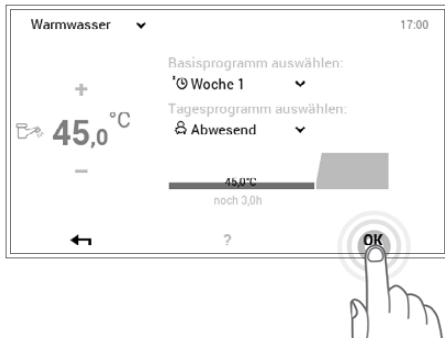 Warmwasser 17:00
Basisprogramm auswählen:
Woche 1
Tagesprogramm auswählen:
Abwesend
+
45,0°C
−
45,0°C
noch 3,0h
? OK